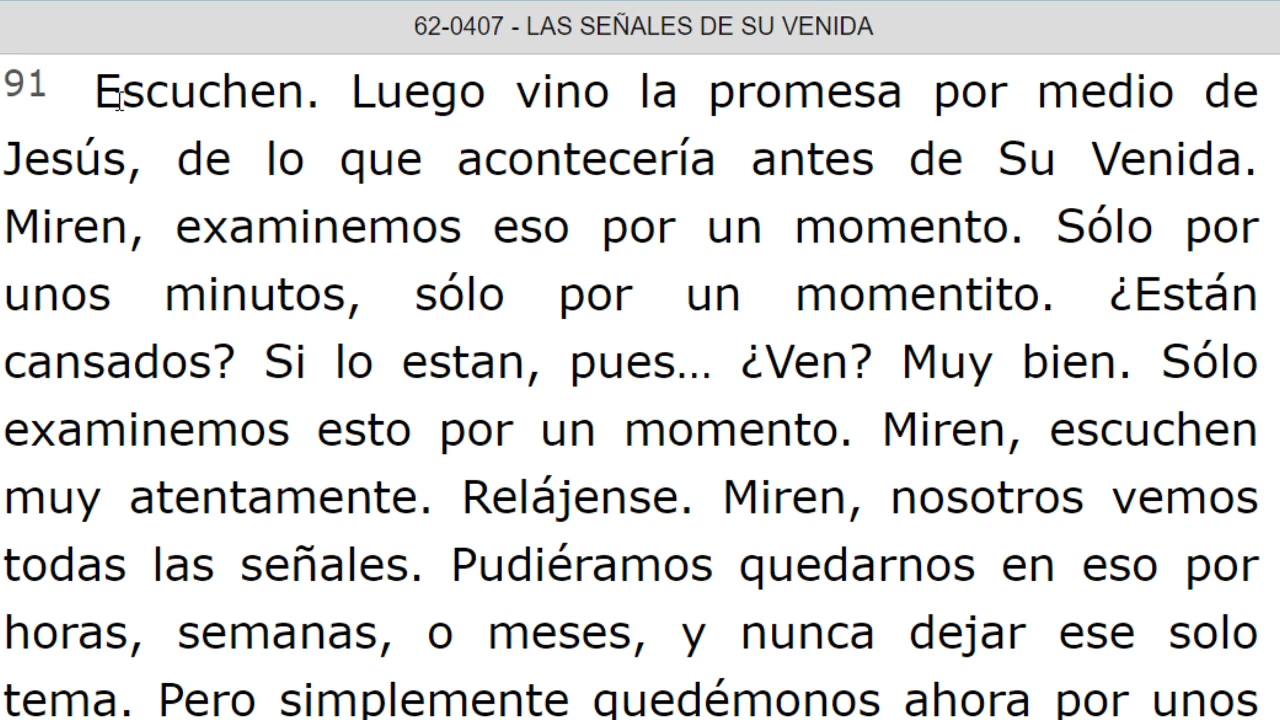 62-0407 - LAS SEÑALES DE SU VENIDA
91 Escuchen. Luego vino la promesa por medio de
Jesús, de lo que acontecería antes de Su Venida.
Miren, examinemos eso por un momento. Sólo por
unos minutos, sólo por un momentito. ¿Están
cansados? Si lo estan, pues… ¿Ven? Muy bien. Sólo
examinemos esto por un momento. Miren, escuchen
muy atentamente. Relájense. Miren, nosotros vemos
todas las señales. Pudiéramos quedarnos en eso por
horas, semanas, o meses, y nunca dejar ese solo
tema. Pero simplemente quedémonos ahora por unos